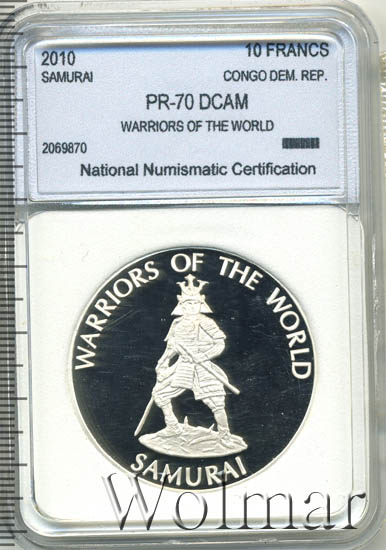 2010 10 FRANCS
SAMURAI CONGO DEM. REP.
PR-70 DCAM
WARRIORS OF THE WORLD
2069870
National Numismatic Certification
WARRIORS OF THE WORLD
SAMURAI
Wolmar